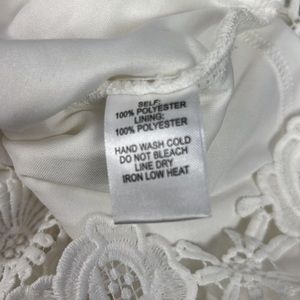 SELF:
100% POLYESTER
LINING:
100% POLYESTER
HAND WASH COLD
DO NOT BLEACH
LINE DRY
IRON LOW HEAT